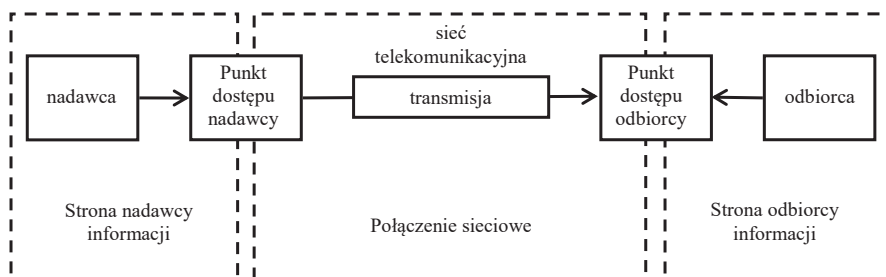 sieć
telekomunikacyjna
nadawca
Punkt
dostępu
nadawcy
transmisja
Punkt
dostępu
odbiorcy
odbiorca
Strona nadawcy
informacji
Połączenie sieciowe
Strona odbiorcy
informacji